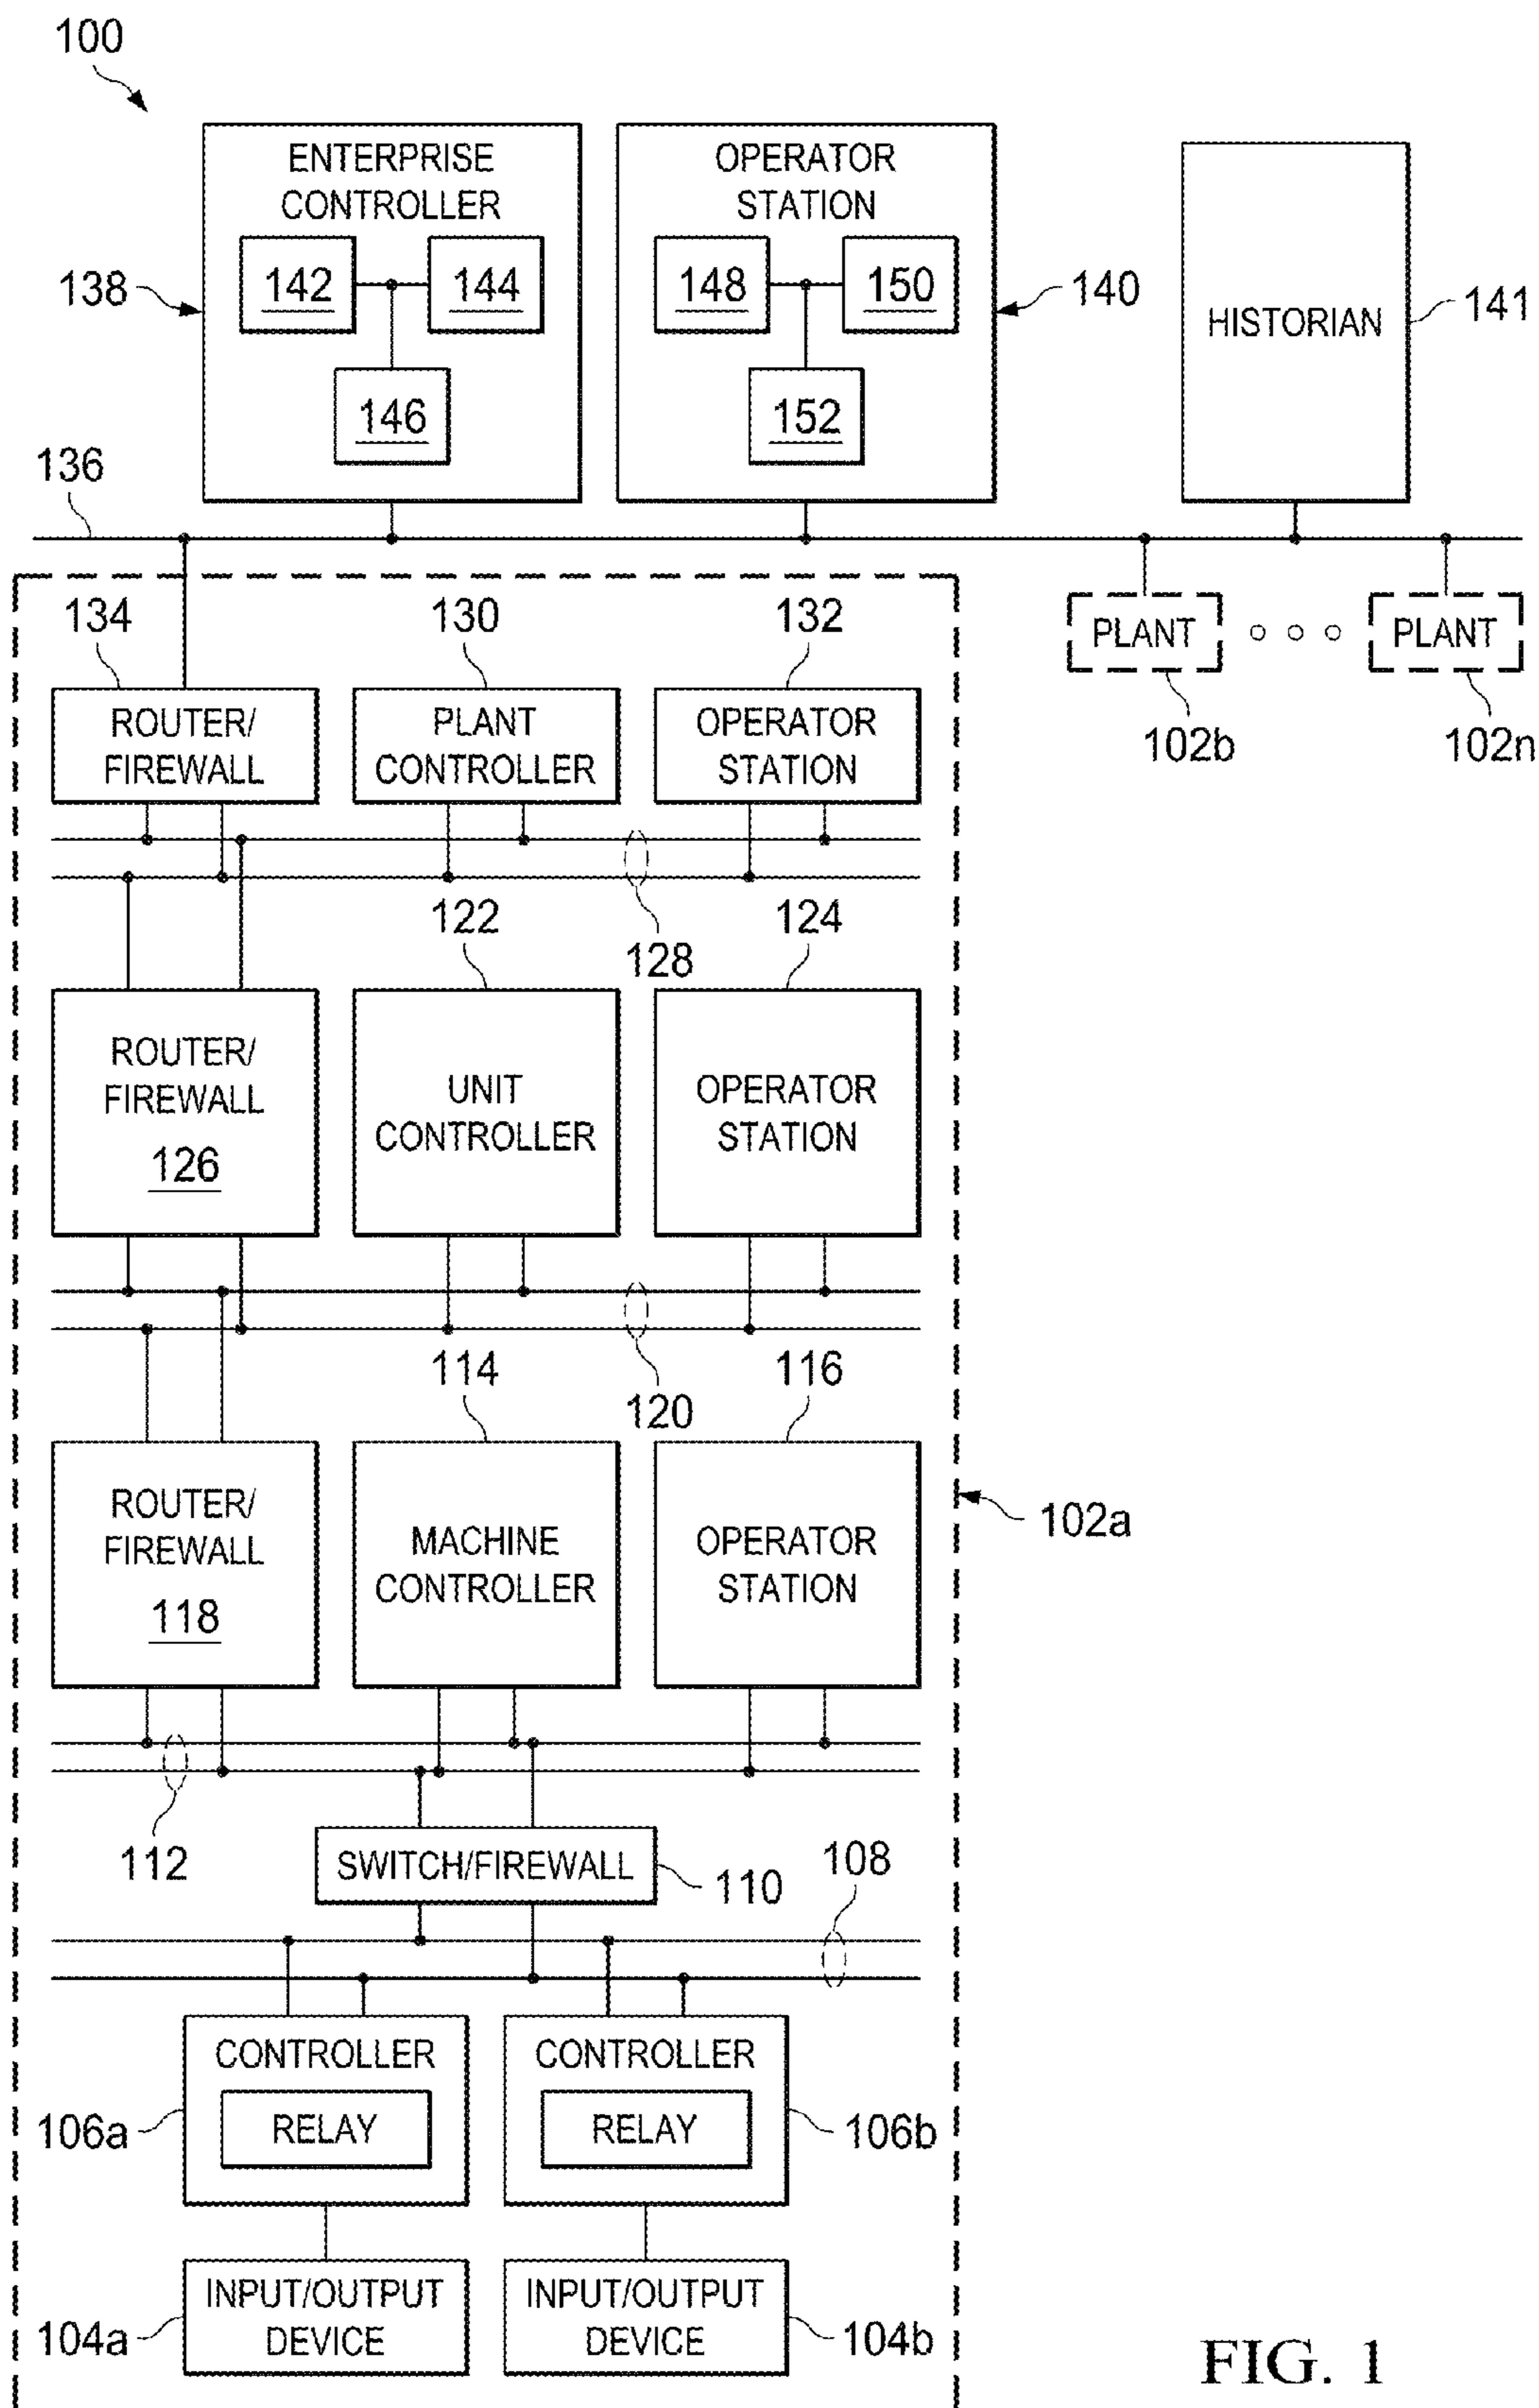 100
ENTERPRISE
CONTROLLER
142
144
146
138
OPERATOR
STATION
148
150
152
140
HISTORIAN
141
136
134
130
132
ROUTER/
FIREWALL
PLANT
CONTROLLER
OPERATOR
STATION
PLANT
PLANT
102b
102n
128
122
124
ROUTER/
FIREWALL
126
UNIT
CONTROLLER
OPERATOR
STATION
120
114
116
ROUTER/
FIREWALL
118
MACHINE
CONTROLLER
OPERATOR
STATION
102a
112
SWITCH/FIREWALL
110
108
CONTROLLER
RELAY
106a
CONTROLLER
RELAY
106b
INPUT/OUTPUT
DEVICE
104a
INPUT/OUTPUT
DEVICE
104b
FIG. 1